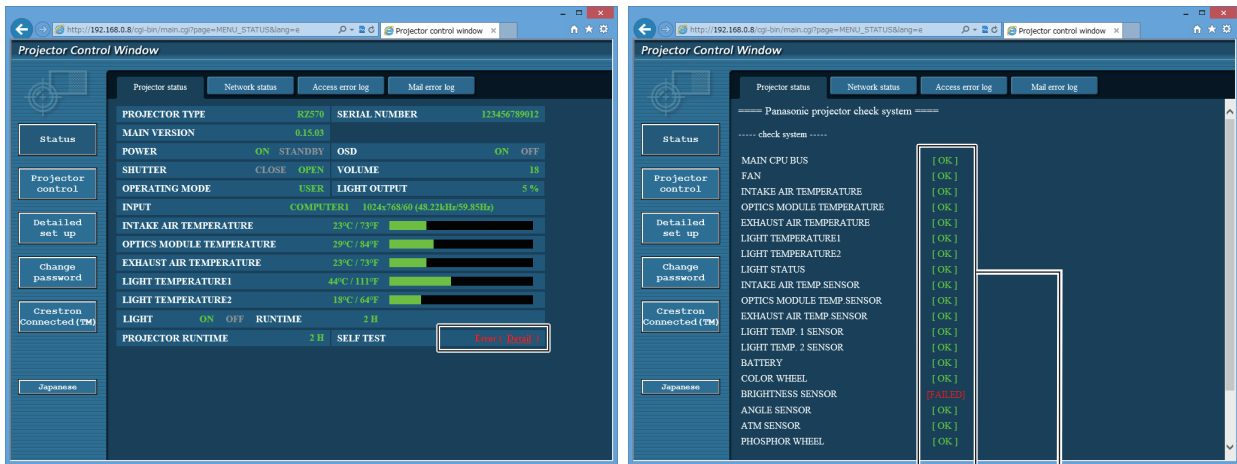 http://192.168.0.8/cgi-bin/main.cgi?page=MENU_STATUS&lang=e
Projector control window
Projector Control Window
Projector status Network status Access error log Mail error log
Status
Projector control
Detailed set up
Change password
Crestron Connected(TM)
Japanese
PROJECTOR TYPE RZ570 SERIAL NUMBER 123456789012
MAIN VERSION 0.15.03
POWER ON STANDBY OSD ON OFF
SHUTTER CLOSE OPEN VOLUME 18
OPERATING MODE USER LIGHT OUTPUT 5 %
INPUT COMPUTER1 1024x768/60 (48.22kHz/59.85Hz)
INTAKE AIR TEMPERATURE 23°C / 73°F
OPTICS MODULE TEMPERATURE 29°C / 84°F
EXHAUST AIR TEMPERATURE 23°C / 73°F
LIGHT TEMPERATURE1 44°C / 111°F
LIGHT TEMPERATURE2 18°C / 64°F
LIGHT ON OFF RUNTIME 2 H
PROJECTOR RUNTIME 2 H SELF TEST Error ( Detail )
http://192.168.0.8/cgi-bin/main.cgi?page=MENU_STATUS&lang=e
Projector control window
Projector Control Window
Projector status Network status Access error log Mail error log
Status
Projector control
Detailed set up
Change password
Crestron Connected(TM)
Japanese
==== Panasonic projector check system ====
----- check system -----
MAIN CPU BUS [ OK ]
FAN [ OK ]
INTAKE AIR TEMPERATURE [ OK ]
OPTICS MODULE TEMPERATURE [ OK ]
EXHAUST AIR TEMPERATURE [ OK ]
LIGHT TEMPERATURE1 [ OK ]
LIGHT TEMPERATURE2 [ OK ]
LIGHT STATUS [ OK ]
INTAKE AIR TEMP SENSOR [ OK ]
OPTICS MODULE TEMP.SENSOR [ OK ]
EXHAUST AIR TEMP.SENSOR [ OK ]
LIGHT TEMP. 1 SENSOR [ OK ]
LIGHT TEMP. 2 SENSOR [ OK ]
BATTERY [ OK ]
COLOR WHEEL [ OK ]
BRIGHTNESS SENSOR [FAILED]
ANGLE SENSOR [ OK ]
ATM SENSOR [ OK ]
PHOSPHOR WHEEL [ OK ]